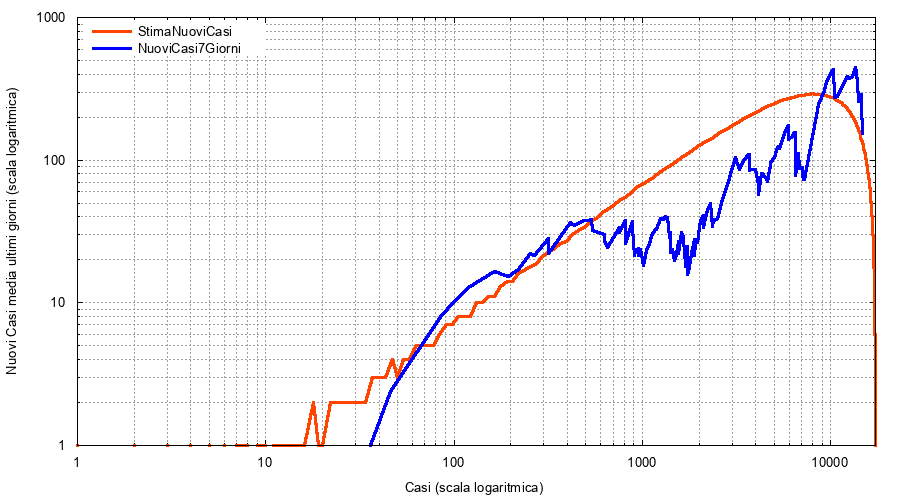 1000
StimaNuoviCasi
NuoviCasi7Giorni
100
10
1
Nuovi Casi media ultimi giorni (scala logaritmica)
1 10 100 1000 10000
Casi (scala logaritmica)